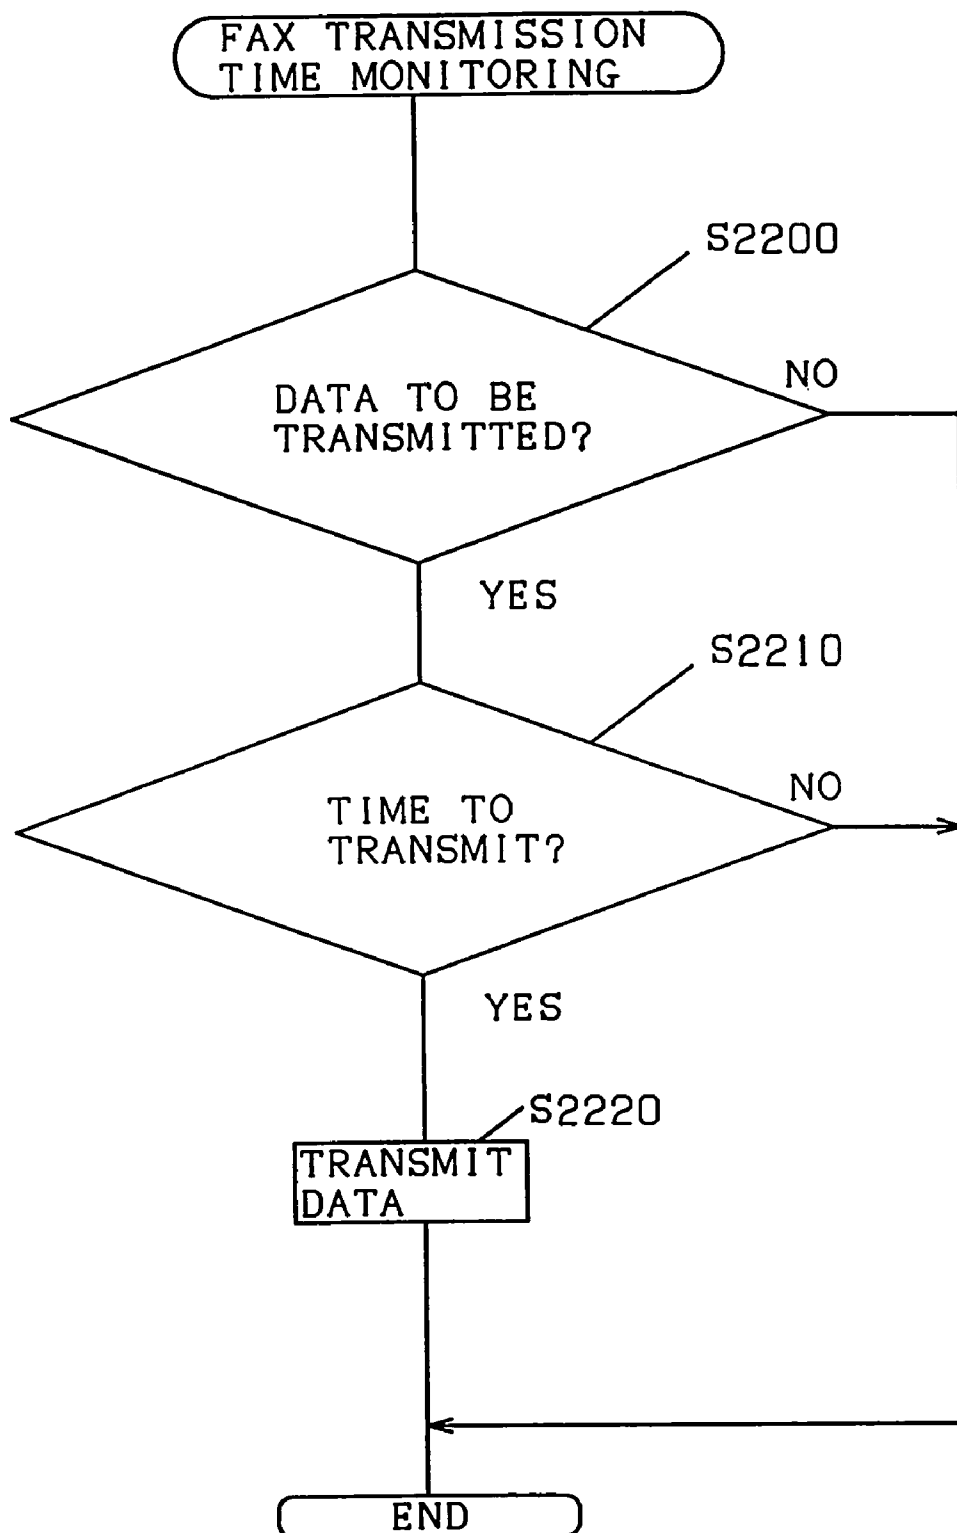 FAX TRANSMISSION
TIME MONITORING
S2200
NO
DATA TO BE
TRANSMITTED?
YES
S2210
NO
TIME TO
TRANSMIT?
YES
S2220
TRANSMIT
DATA
END